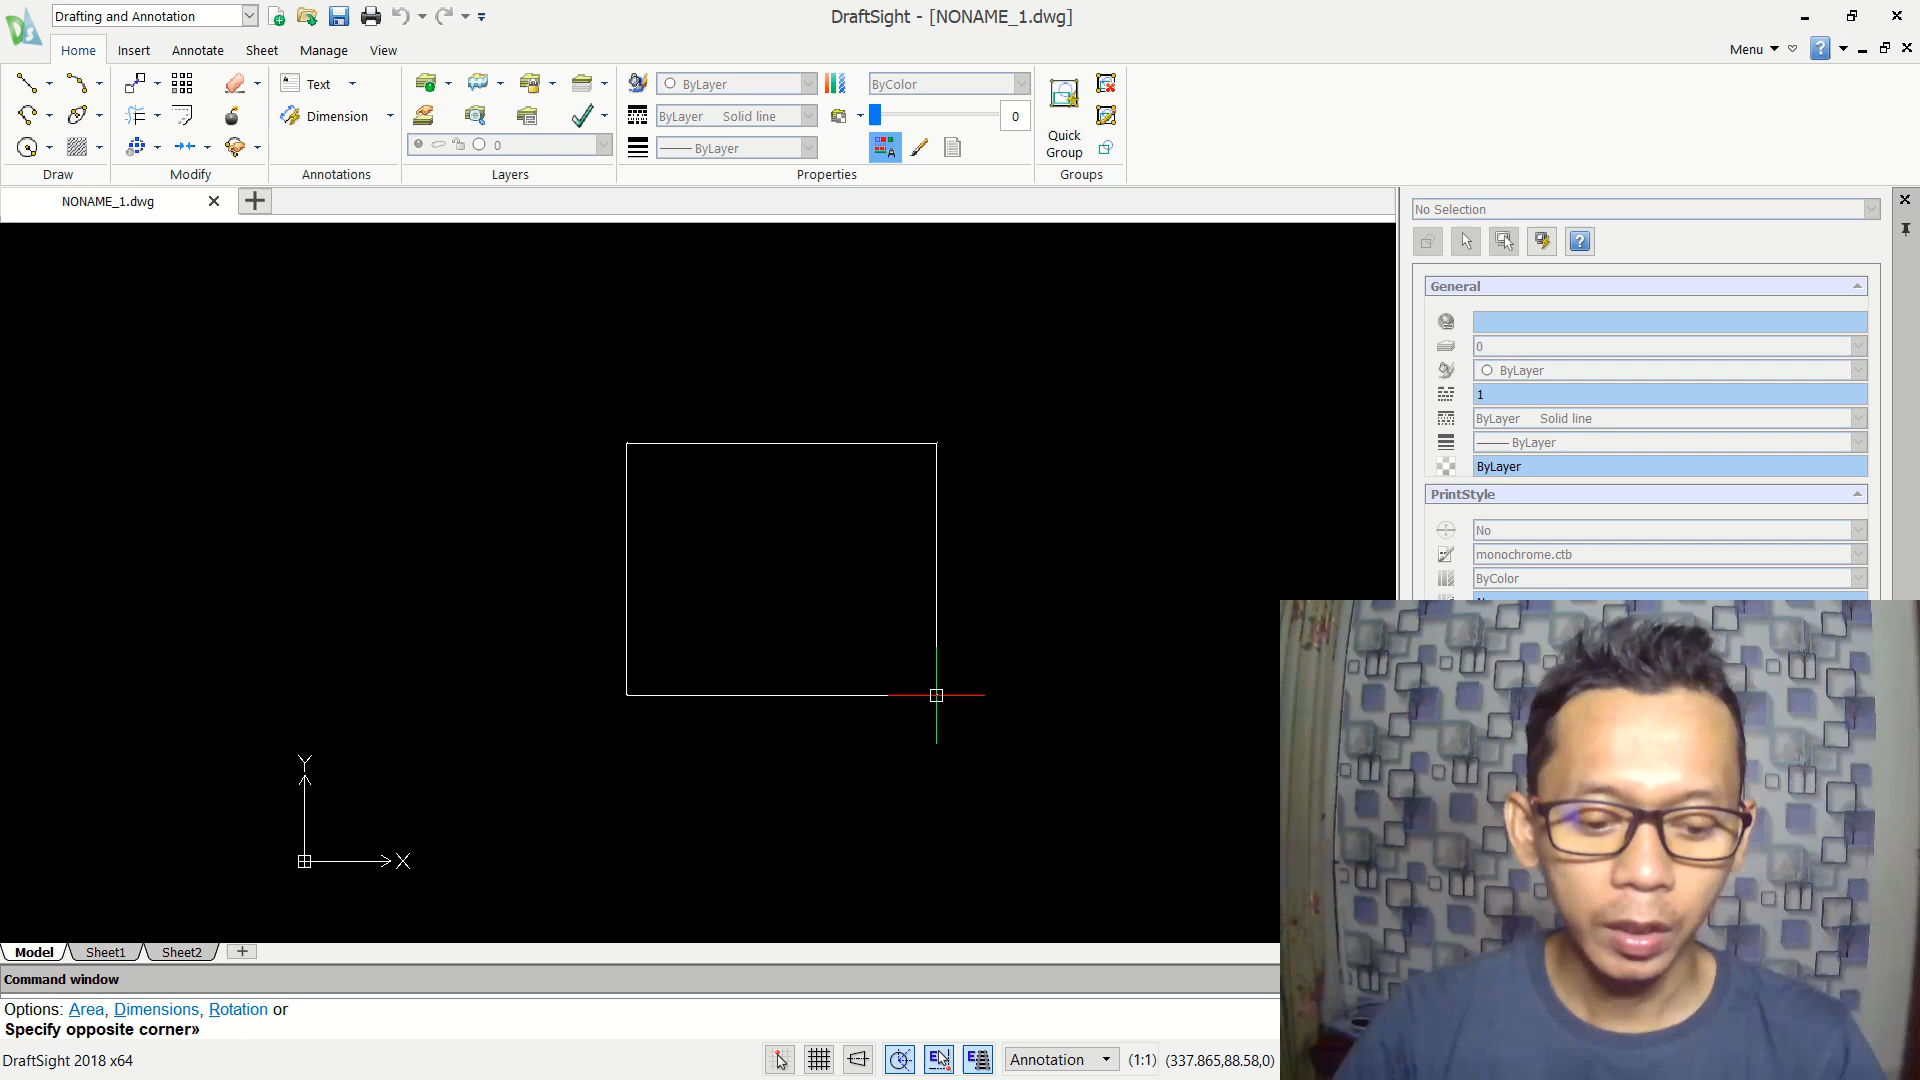 Drafting and Annotation
DraftSight - [NONAME_1.dwg]
Home
Insert
Annotate
Sheet
Manage
View
Menu
Text
Dimension
ByLayer
ByLayer Solid line
ByLayer
ByColor
0
0
Quick
Group
Draw
Modify
Annotations
Layers
Properties
Groups
NONAME_1.dwg
No Selection
General
0
ByLayer
1
ByLayer Solid line
ByLayer
ByLayer
PrintStyle
No
monochrome.ctb
ByColor
Y
X
Model
Sheet1
Sheet2
Command window
Options: Area, Dimensions, Rotation or
Specify opposite corner»
DraftSight 2018 x64
Annotation
(1:1)
(337.865,88.58,0)